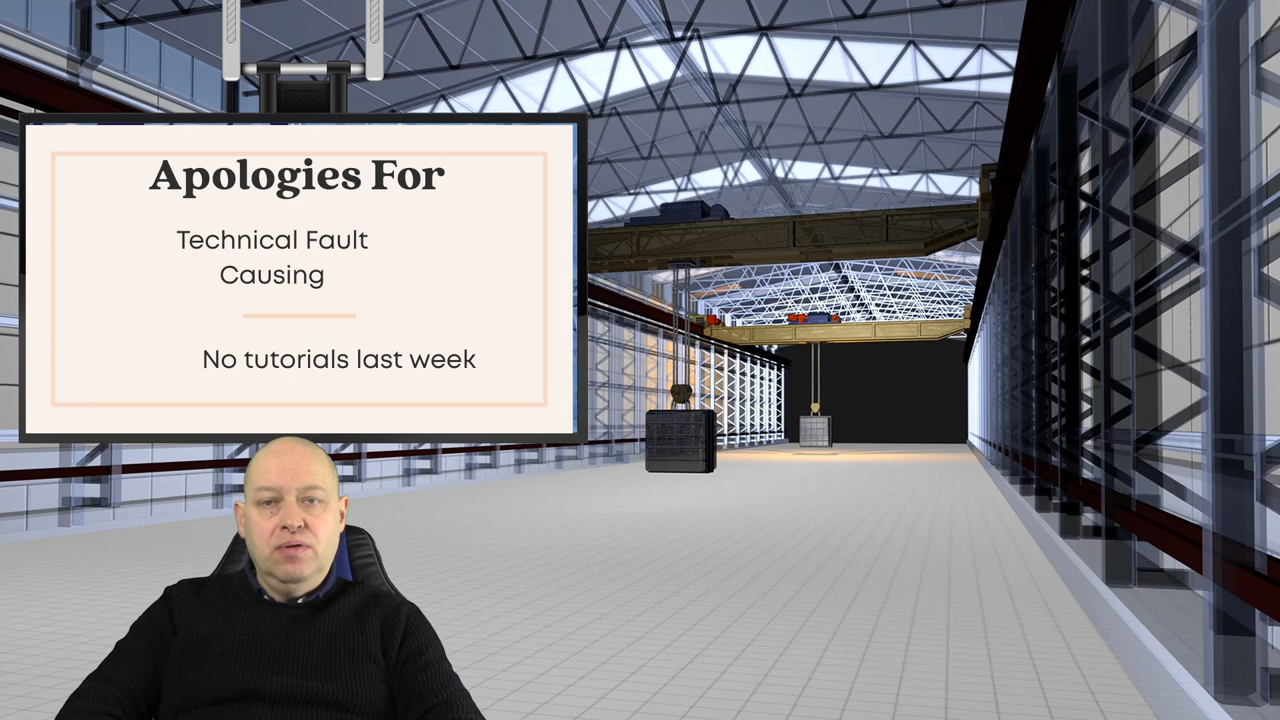 Apologies For
Technical Fault
Causing
No tutorials last week